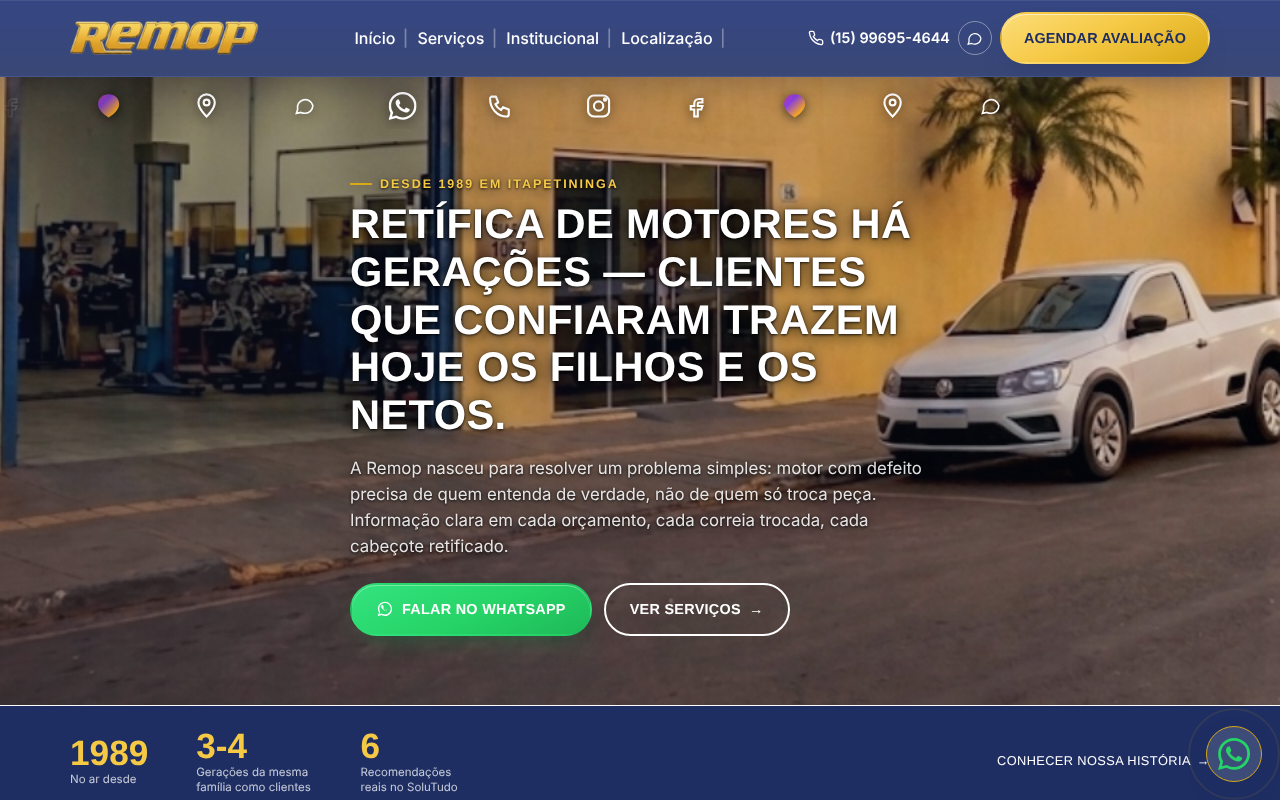 Remop
Início | Serviços | Institucional | Localização |
(15) 99695-4644
AGENDAR AVALIAÇÃO
DESDE 1989 EM ITAPETININGA
RETÍFICA DE MOTORES HÁ
GERAÇÕES — CLIENTES
QUE CONFIARAM TRAZEM
HOJE OS FILHOS E OS
NETOS.
A Remop nasceu para resolver um problema simples: motor com defeito
precisa de quem entenda de verdade, não de quem só troca peça.
Informação clara em cada orçamento, cada correia trocada, cada
cabeçote retificado.
FALAR NO WHATSAPP
VER SERVIÇOS →
1989
No ar desde
3-4
Gerações da mesma
família como clientes
6
Recomendações
reais no SoluTudo
CONHECER NOSSA HISTÓRIA →